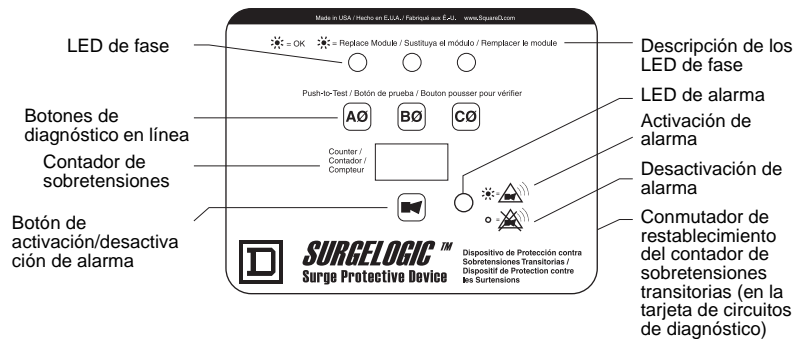 Made in USA / Hecho en E.U.A. / Fabriqué aux É.-U. www.SquareD.com
= OK = Replace Module / Sustituya el módulo / Remplacer le module
LED de fase
Descripción de los
LED de fase
Push-to-Test / Botón de prueba / Bouton pousser pour vérifier
AØ BØ CØ
Botones de
diagnóstico en línea
Counter /
Contador /
Compteur
Contador de
sobretensiones
Botón de
activación/desactiva
ción de alarma
LED de alarma
Activación de
alarma
Desactivación de
alarma
=
=
Conmutador de
restablecimiento
del contador de
sobretensiones
transitorias (en la
tarjeta de circuitos
de diagnóstico)
D
SURGELOGIC TM
Surge Protective Device
Dispositivo de Protección contra
Sobretensiones Transitorias /
Dispositif de Protection contre
les Surtensions